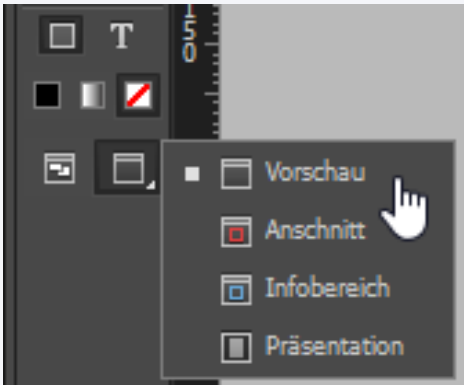 T
150
Vorschau
Anschnitt
Infobereich
Präsentation